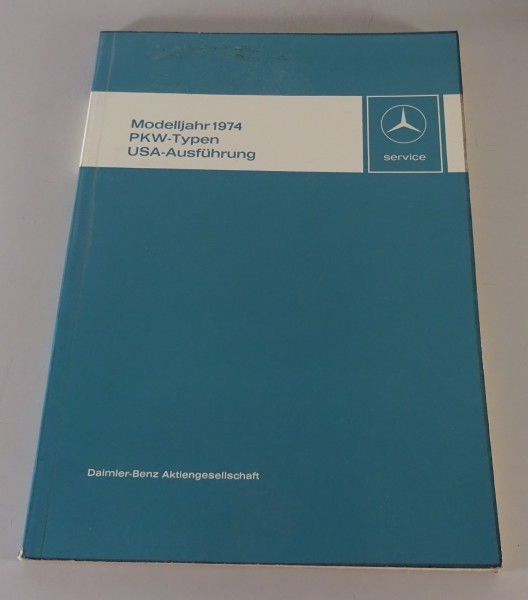 Modelljahr 1974
PKW-Typen
USA-Ausführung
service
Daimler-Benz Aktiengesellschaft